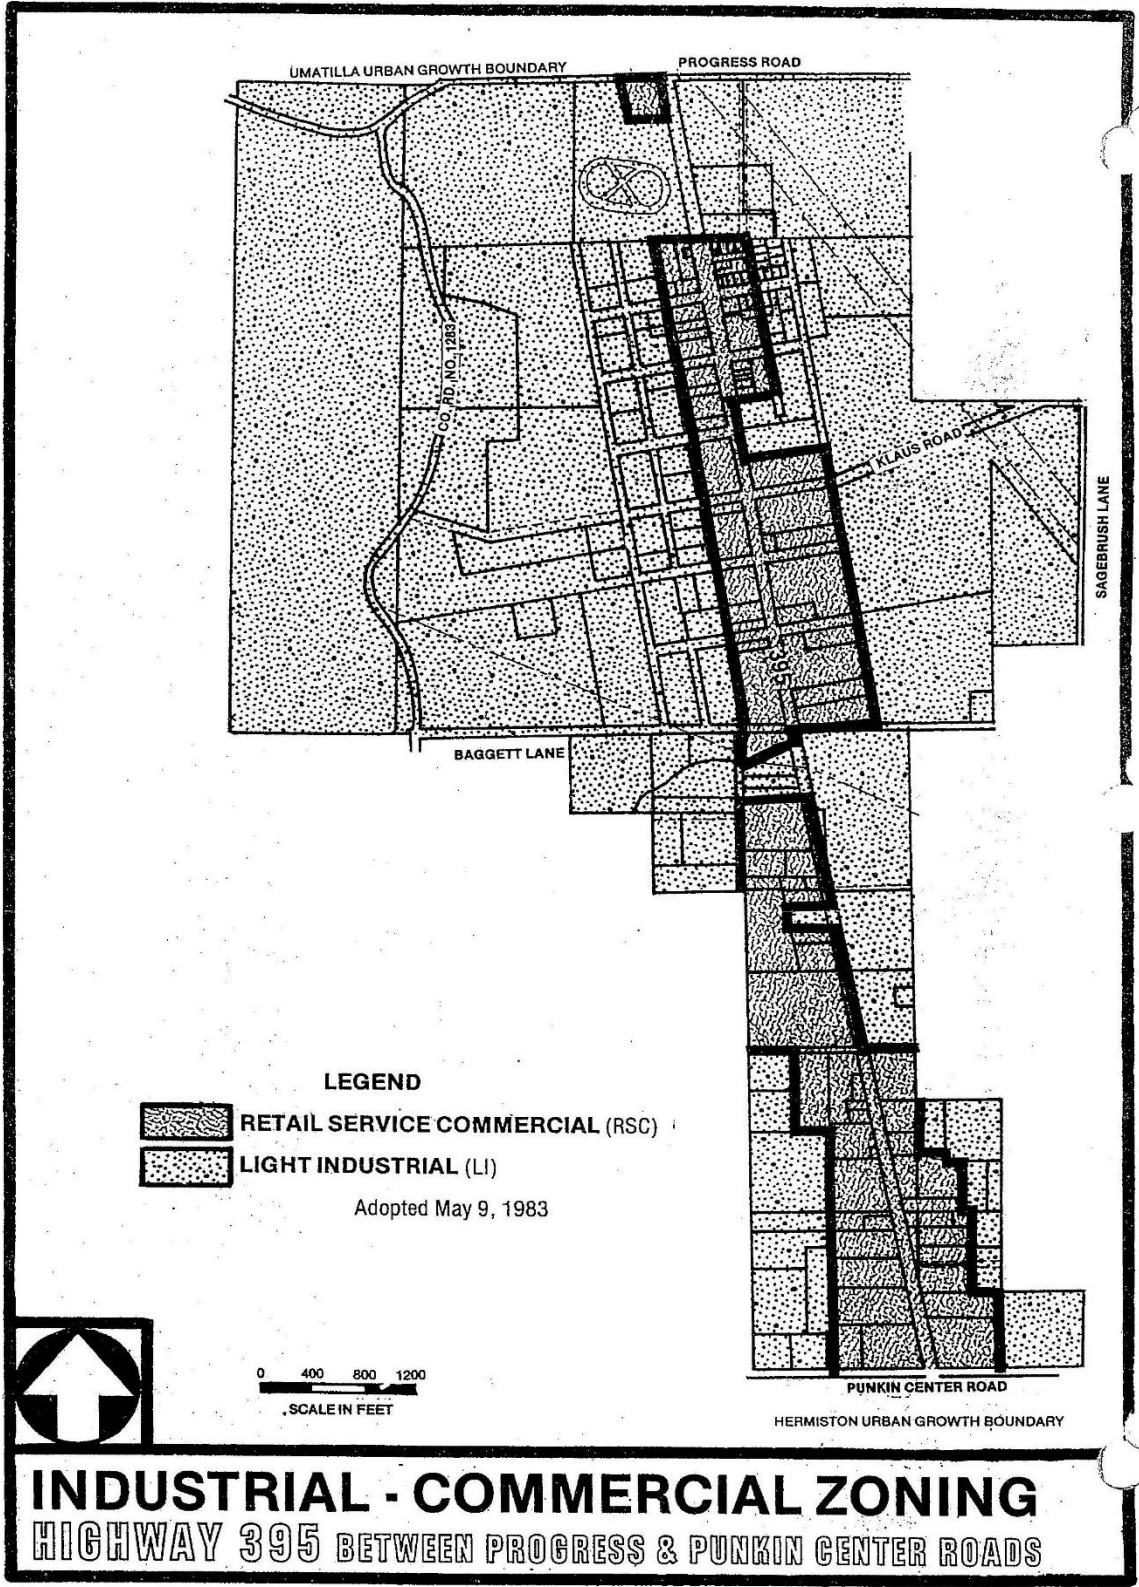 UMATILLA URBAN GROWTH BOUNDARY
PROGRESS ROAD
CO. RD. NO. 1283
KLAUS ROAD
SAGEBRUSH LANE
395
BAGGETT LANE
LEGEND
RETAIL SERVICE COMMERCIAL (RSC)
LIGHT INDUSTRIAL (LI)
Adopted May 9, 1983
0 400 800 1200
SCALE IN FEET
PUNKIN CENTER ROAD
HERMISTON URBAN GROWTH BOUNDARY
INDUSTRIAL - COMMERCIAL ZONING
HIGHWAY 395 BETWEEN PROGRESS & PUNKIN CENTER ROADS